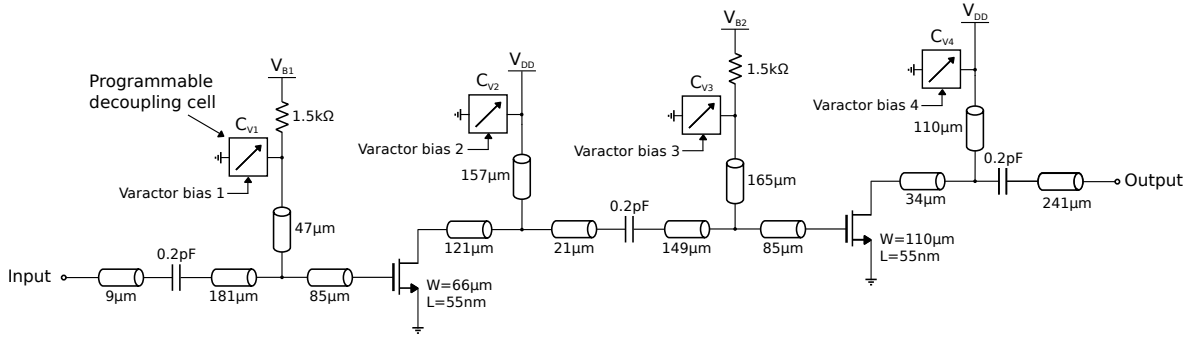 Programmable
decoupling cell
V_B1
1.5kΩ
C_V1
Varactor bias 1
47µm
Input
9µm
0.2pF
181µm
85µm
W=66µm
L=55nm
V_DD
C_V2
Varactor bias 2
157µm
121µm
21µm
0.2pF
149µm
V_B2
1.5kΩ
C_V3
Varactor bias 3
165µm
85µm
W=110µm
L=55nm
V_DD
C_V4
Varactor bias 4
110µm
34µm
0.2pF
241µm
Output